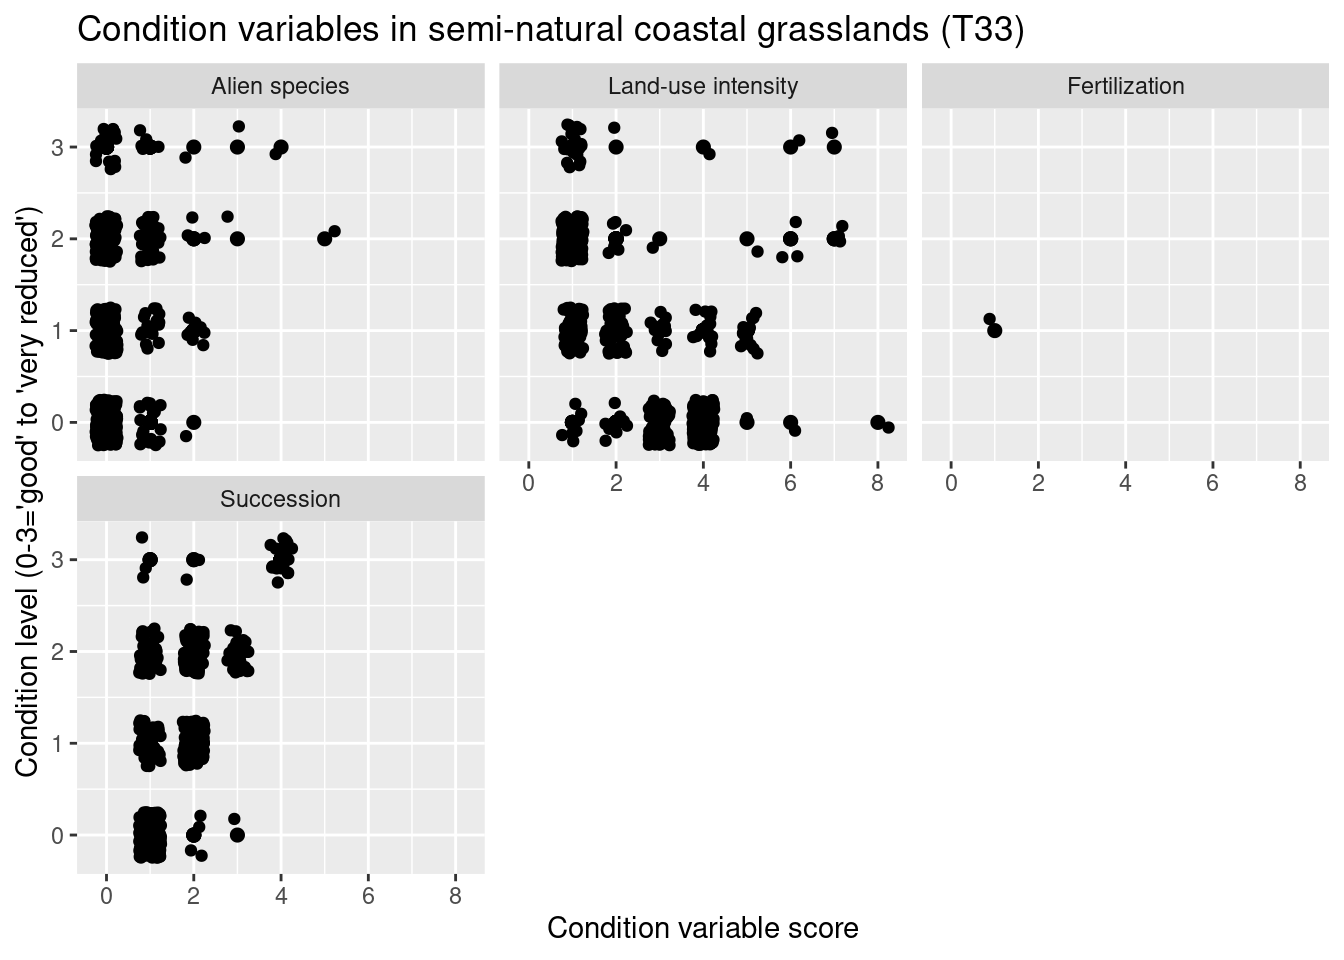 Condition variables in semi-natural coastal grasslands (T33)
Alien species
Land-use intensity
Fertilization
3
2
1
0
0 2 4 6 8
0 2 4 6 8
Succession
3
2
1
0
0 2 4 6 8
Condition level (0-3='good' to 'very reduced')
Condition variable score